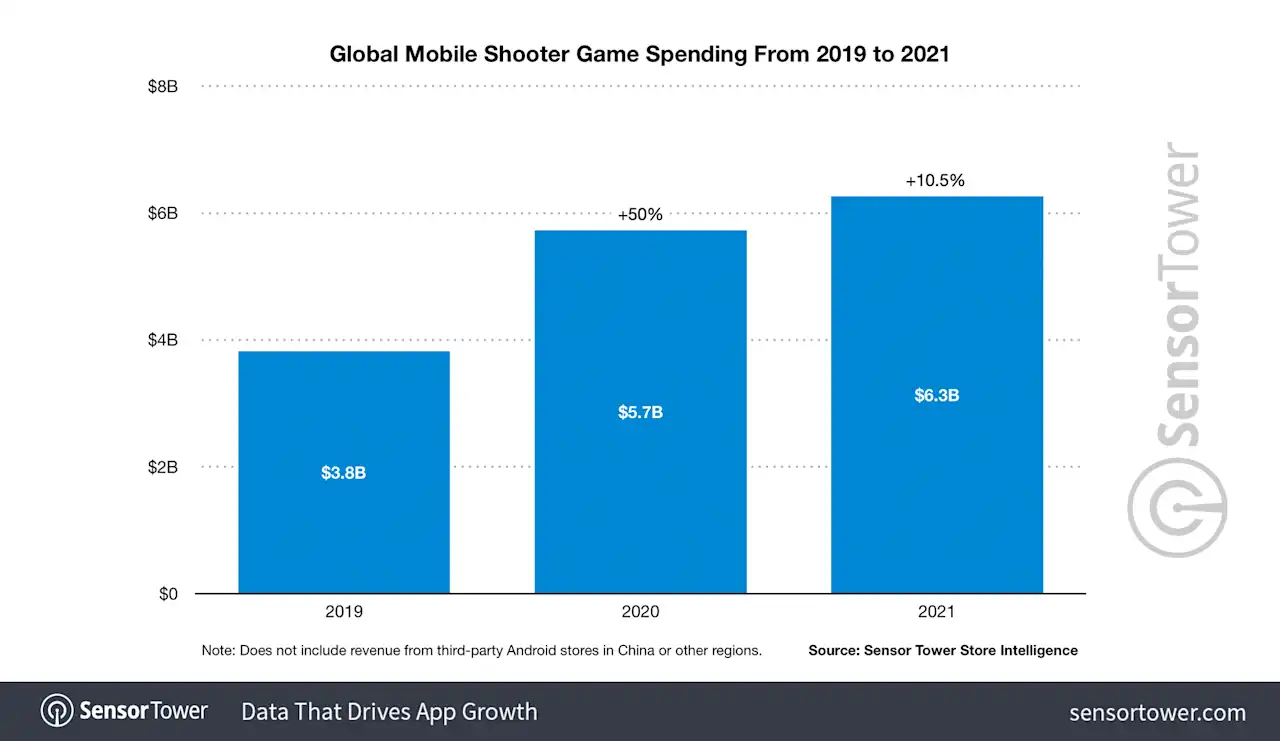 Global Mobile Shooter Game Spending From 2019 to 2021
$8B
$6B
$4B
$2B
$0
+50%
+10.5%
$3.8B
$5.7B
$6.3B
2019
2020
2021
Note: Does not include revenue from third-party Android stores in China or other regions.
Source: Sensor Tower Store Intelligence
SensorTower
SensorTower
Data That Drives App Growth
sensortower.com